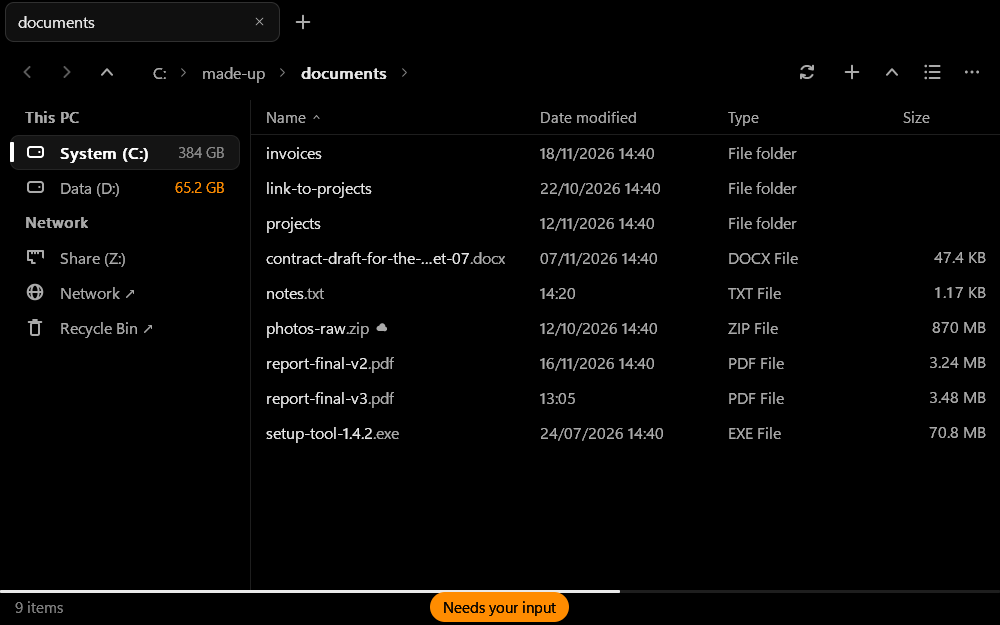 documents
C: made-up documents
This PC
System (C:) 384 GB
Data (D:) 65.2 GB
Network
Share (Z:)
Network
Recycle Bin
Name Date modified Type Size
invoices 18/11/2026 14:40 File folder
link-to-projects 22/10/2026 14:40 File folder
projects 12/11/2026 14:40 File folder
contract-draft-for-the-...et-07.docx 07/11/2026 14:40 DOCX File 47.4 KB
notes.txt 14:20 TXT File 1.17 KB
photos-raw.zip 12/10/2026 14:40 ZIP File 870 MB
report-final-v2.pdf 16/11/2026 14:40 PDF File 3.24 MB
report-final-v3.pdf 13:05 PDF File 3.48 MB
setup-tool-1.4.2.exe 24/07/2026 14:40 EXE File 70.8 MB
9 items
Needs your input